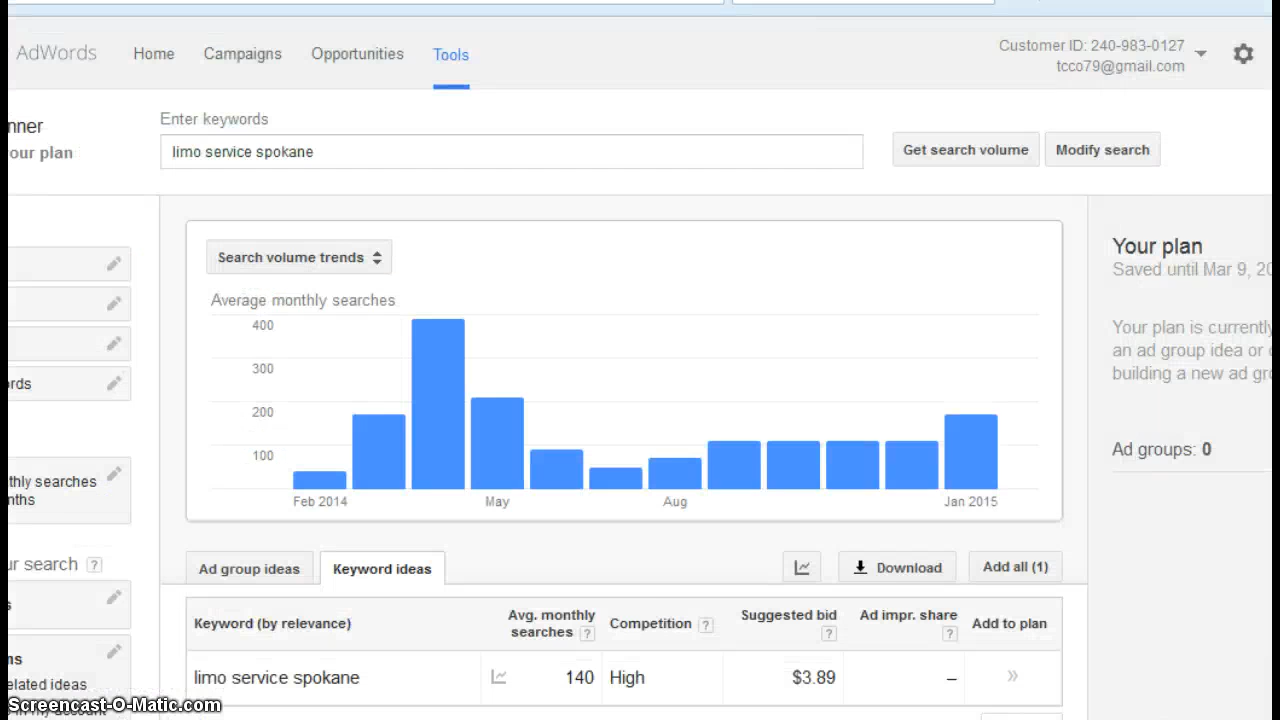 AdWords Home Campaigns Opportunities Tools
Customer ID: 240-983-0127
tcco79@gmail.com
nner
our plan
Enter keywords
limo service spokane
Get search volume Modify search
Search volume trends
Average monthly searches
400
300
200
100
Feb 2014 May Aug Jan 2015
Your plan
Saved until Mar 9, 20
Your plan is currently
an ad group idea or
building a new ad gro
Ad groups: 0
rds
thly searches
nths
ur search ?
s
ns
elated ideas
in my account
Ad group ideas Keyword ideas Download Add all (1)
Keyword (by relevance) Avg. monthly searches ? Competition ? Suggested bid ? Ad impr. share ? Add to plan
limo service spokane 140 High $3.89 – »
Screencast-O-Matic.com